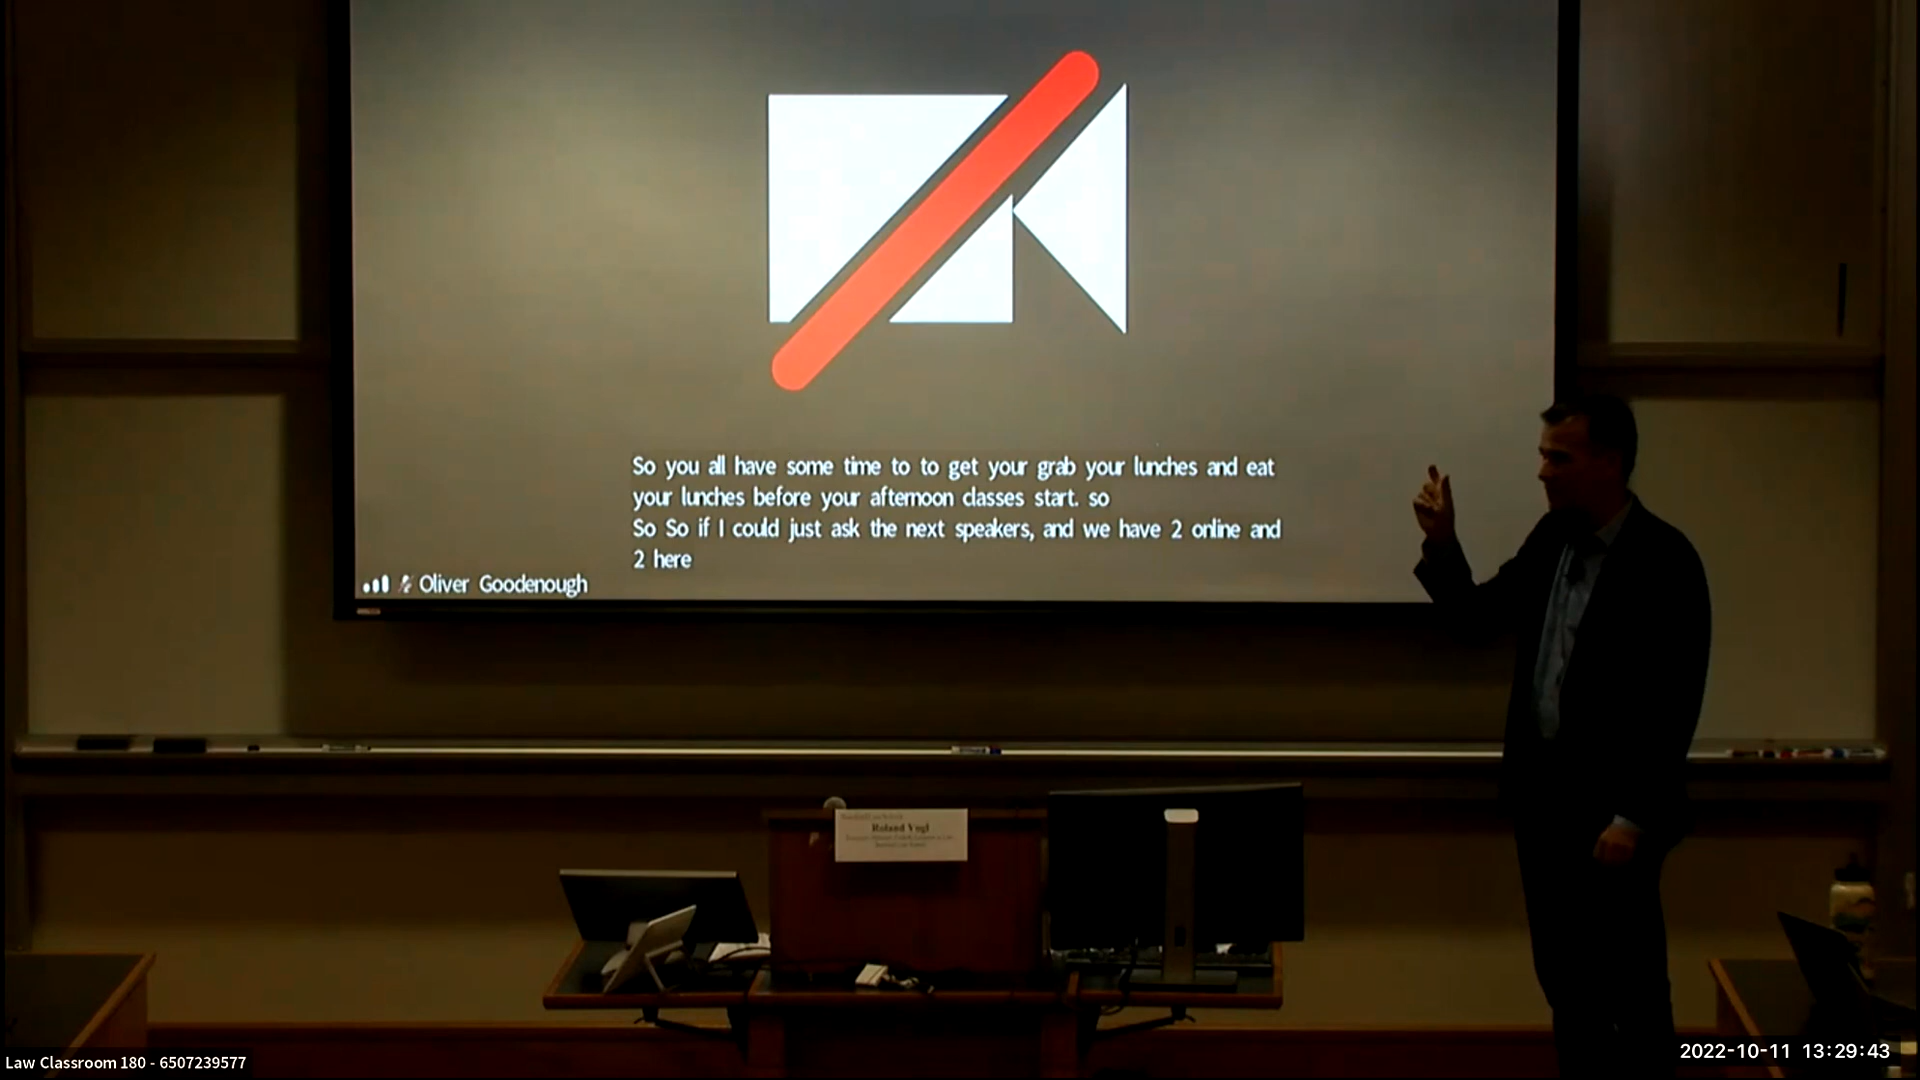 So you all have some time to to get your grab your lunches and eat
your lunches before your afternoon classes start. so
So So if I could just ask the next speakers, and we have 2 online and
2 here
Oliver Goodenough
Roland Vogl
Law Classroom 180 - 6507239577
2022-10-11 13:29:43